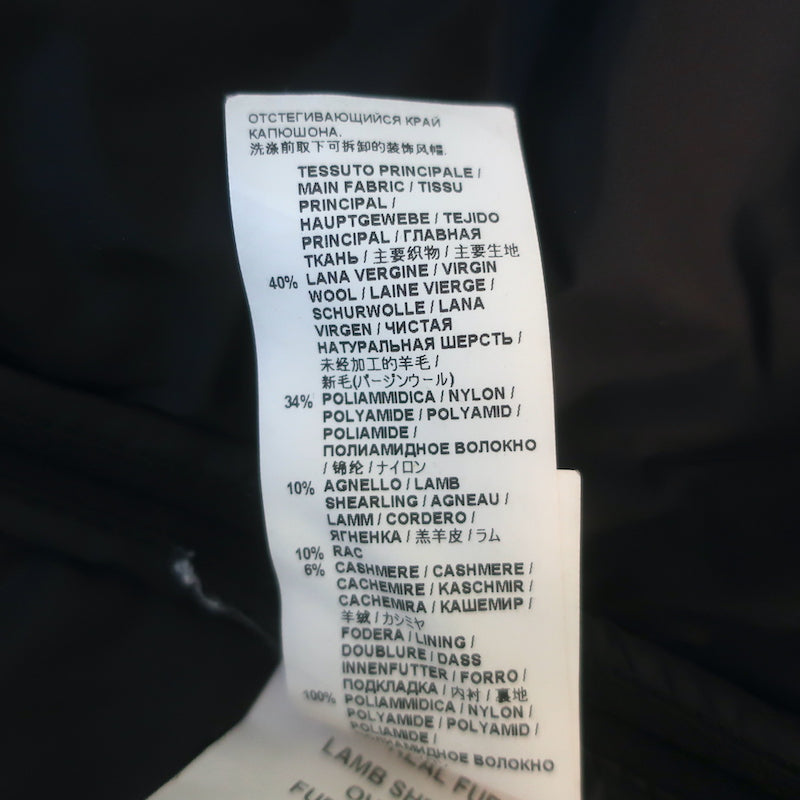 ОТСТЕГИВАЮЩИЙСЯ КРАЙ
КАПЮШОНА.
洗涤前取下可拆卸的装饰风帽.
TESSUTO PRINCIPALE /
MAIN FABRIC / TISSU
PRINCIPAL /
HAUPTGEWEBE / TEJIDO
PRINCIPAL / ГЛАВНАЯ
ТКАНЬ / 主要织物 / 主要生地
40% LANA VERGINE / VIRGIN
WOOL / LAINE VIERGE /
SCHURWOLLE / LANA
VIRGEN / ЧИСТАЯ
НАТУРАЛЬНАЯ ШЕРСТЬ /
未经加工的羊毛 /
新毛(バージンウール)
34% POLIAMMIDICA / NYLON /
POLYAMIDE / POLYAMID /
POLIAMIDE /
ПОЛИАМИДНОЕ ВОЛОКНО
/ 锦纶 / ナイロン
10% AGNELLO / LAMB
SHEARLING / AGNEAU /
LAMM / CORDERO /
ЯГНЕНКА / 羔羊皮 / ラム
10% RAC
6% CASHMERE / CASHMERE /
CACHEMIRE / KASCHMIR /
CACHEMIRA / КАШЕМИР /
羊绒 / カシミヤ
FODERA / LINING /
DOUBLURE / DASS
INNENFUTTER / FORRO /
ПОДКЛАДКА / 内衬 / 裏地
100% POLIAMMIDICA / NYLON /
POLYAMIDE / POLYAMID /
POLIAMIDE /
ПОЛИАМИДНОЕ ВОЛОКНО
REAL FUR
LAMB